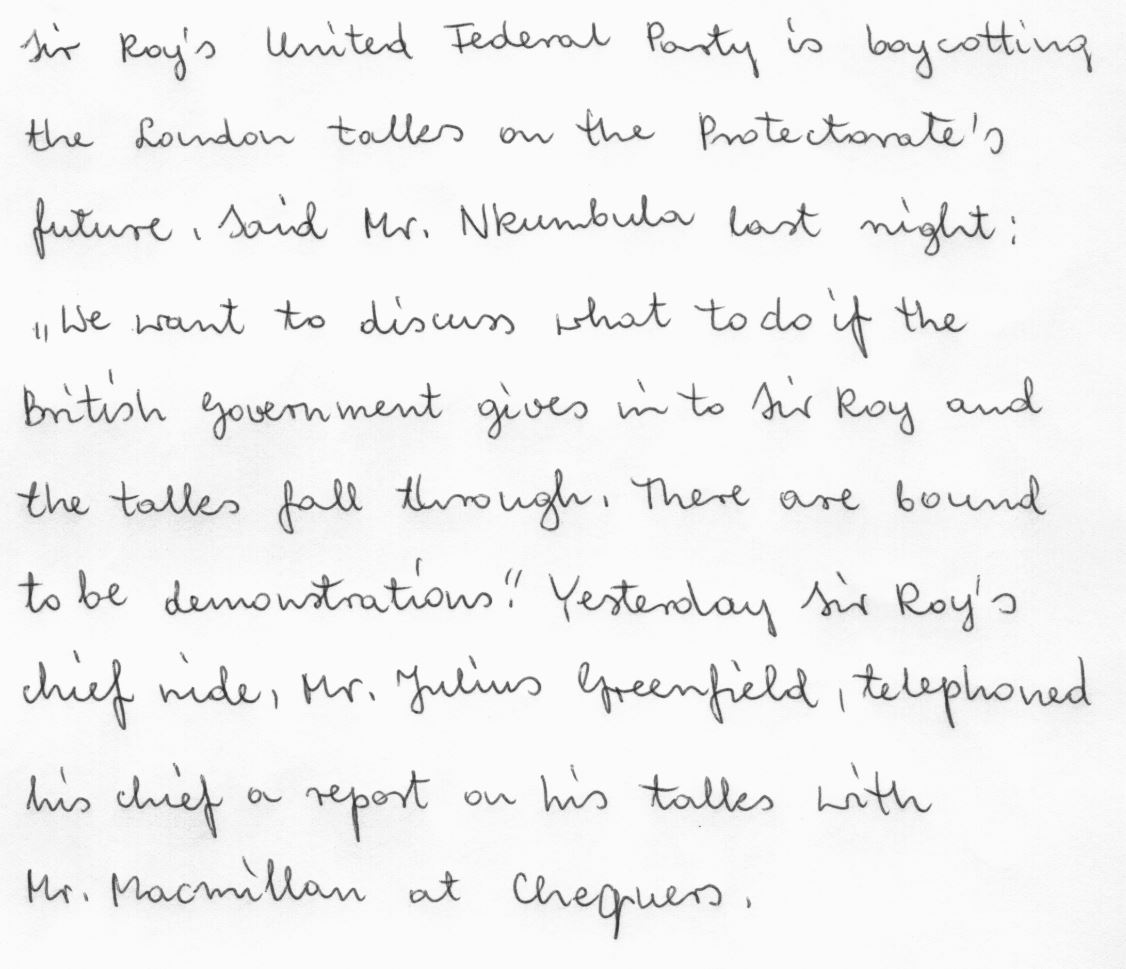 Sir Roy's United Federal Party is boycotting
the London talks on the Protectorate's
future. Said Mr. Nkumbula last night:
„We want to discuss what to do if the
British Government gives in to Sir Roy and
the talks fall through. There are bound
to be demonstrations." Yesterday Sir Roy's
chief aide, Mr. Julius Greenfield, telephoned
his chief a report on his talks with
Mr. Macmillan at Chequers.